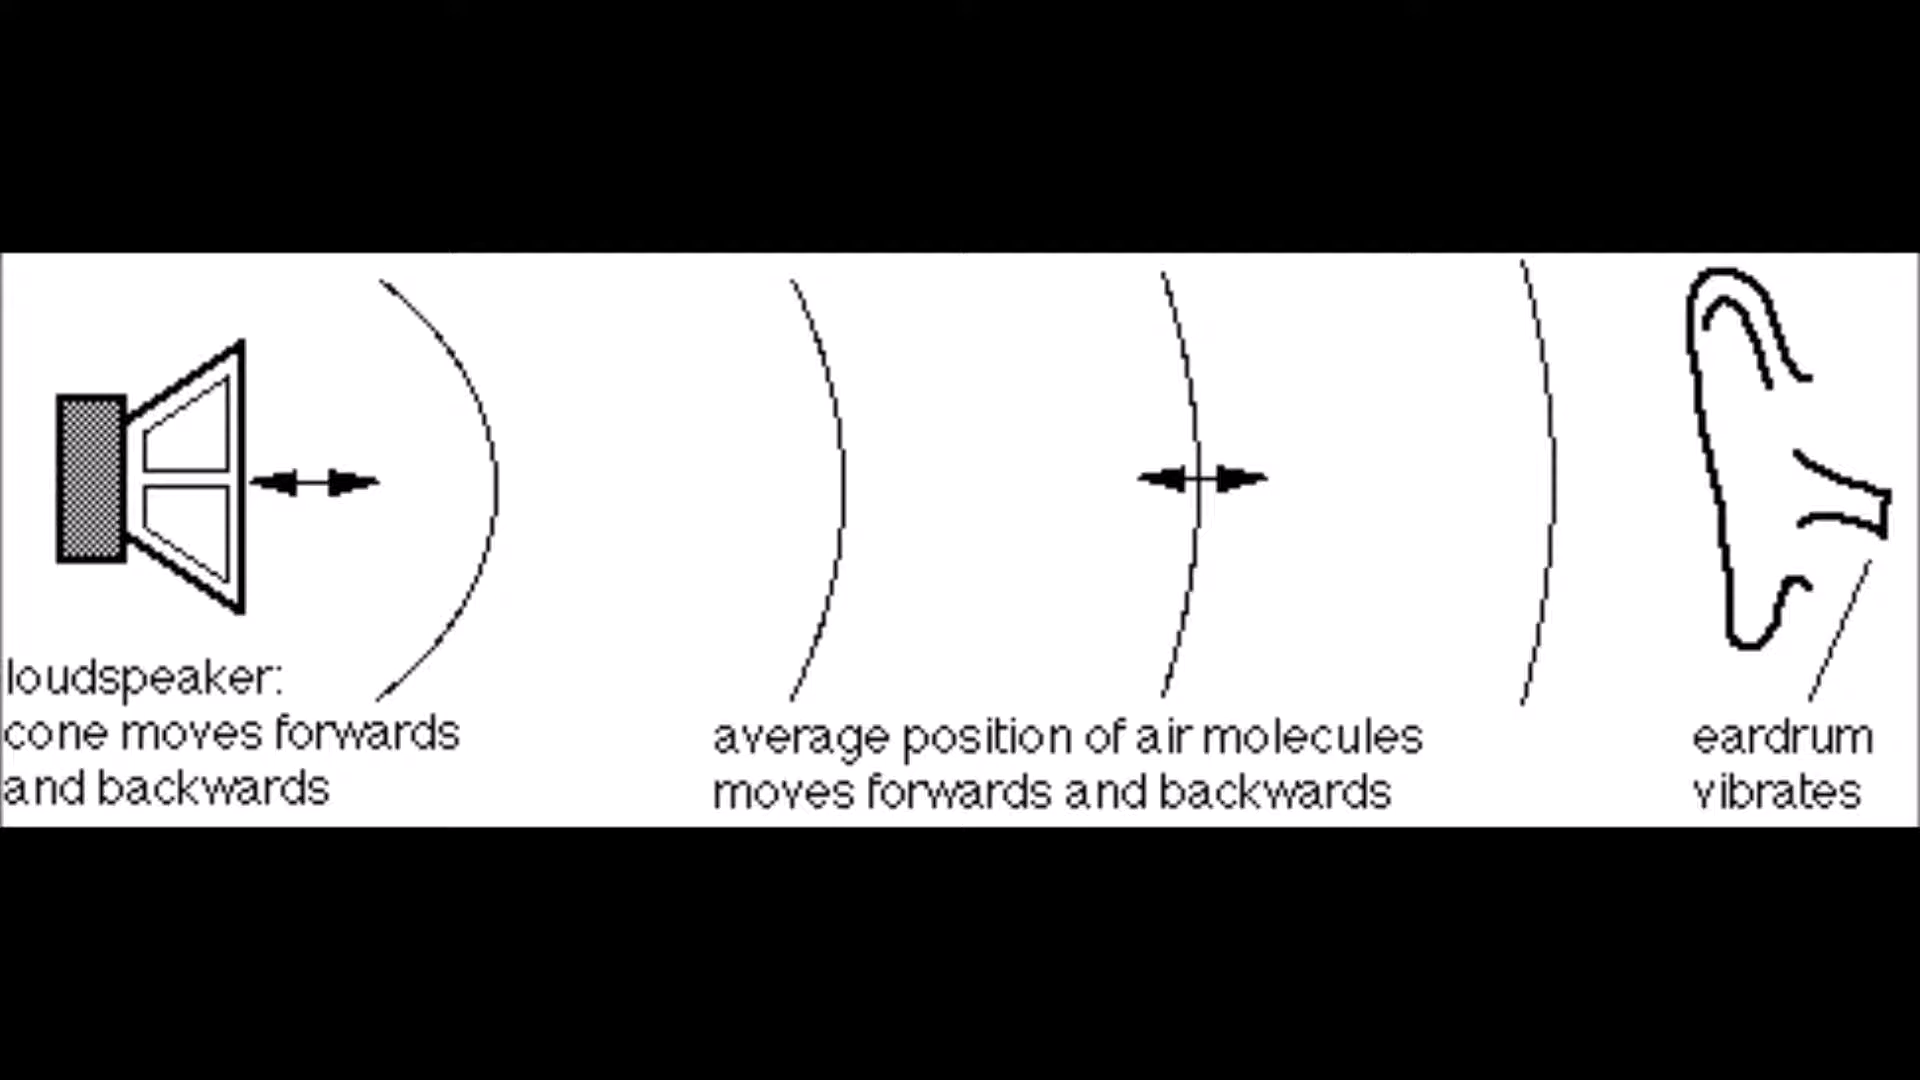 loudspeaker:
cone moves forwards
and backwards
average position of air molecules
moves forwards and backwards
eardrum
vibrates